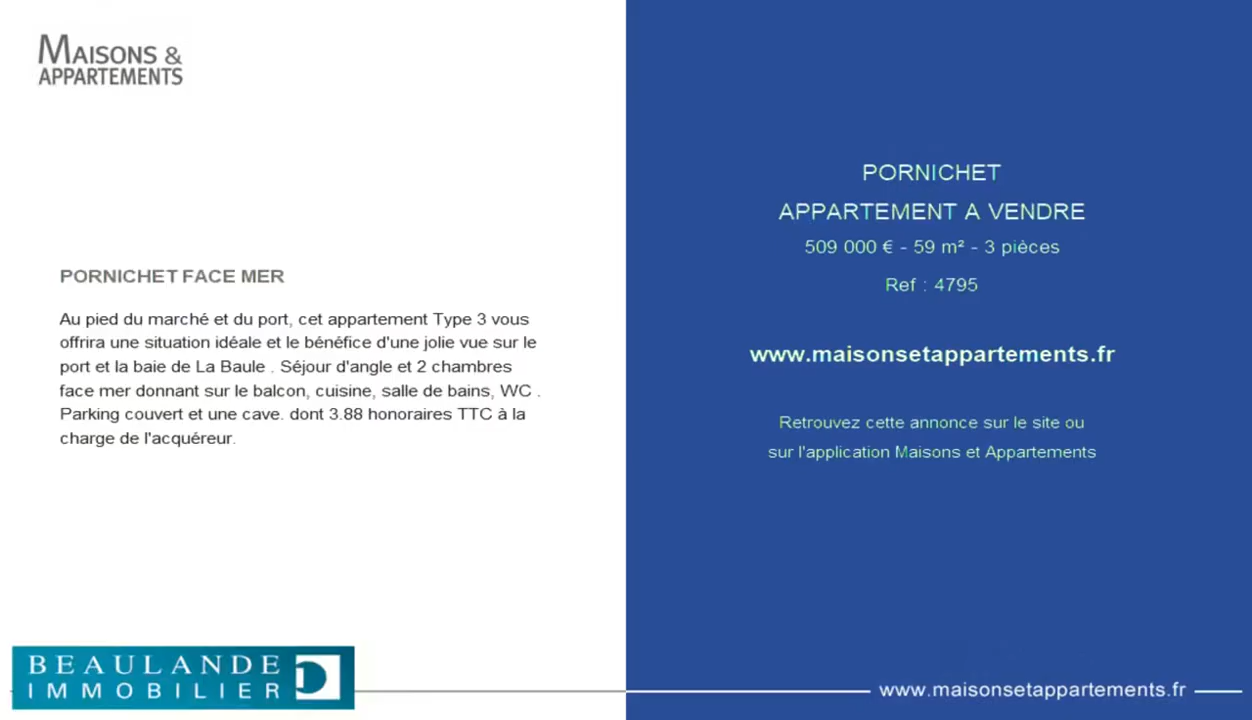 MAISONS &
APPARTEMENTS
PORNICHET FACE MER
Au pied du marché et du port, cet appartement Type 3 vous
offrira une situation idéale et le bénéfice d'une jolie vue sur le
port et la baie de La Baule . Séjour d'angle et 2 chambres
face mer donnant sur le balcon, cuisine, salle de bains, WC .
Parking couvert et une cave. dont 3.88 honoraires TTC à la
charge de l'acquéreur.
BEAULANDE
IMMOBILIER
PORNICHET
APPARTEMENT A VENDRE
509 000 € - 59 m² - 3 pièces
Ref : 4795
www.maisonsetappartements.fr
Retrouvez cette annonce sur le site ou
sur l'application Maisons et Appartements
www.maisonsetappartements.fr